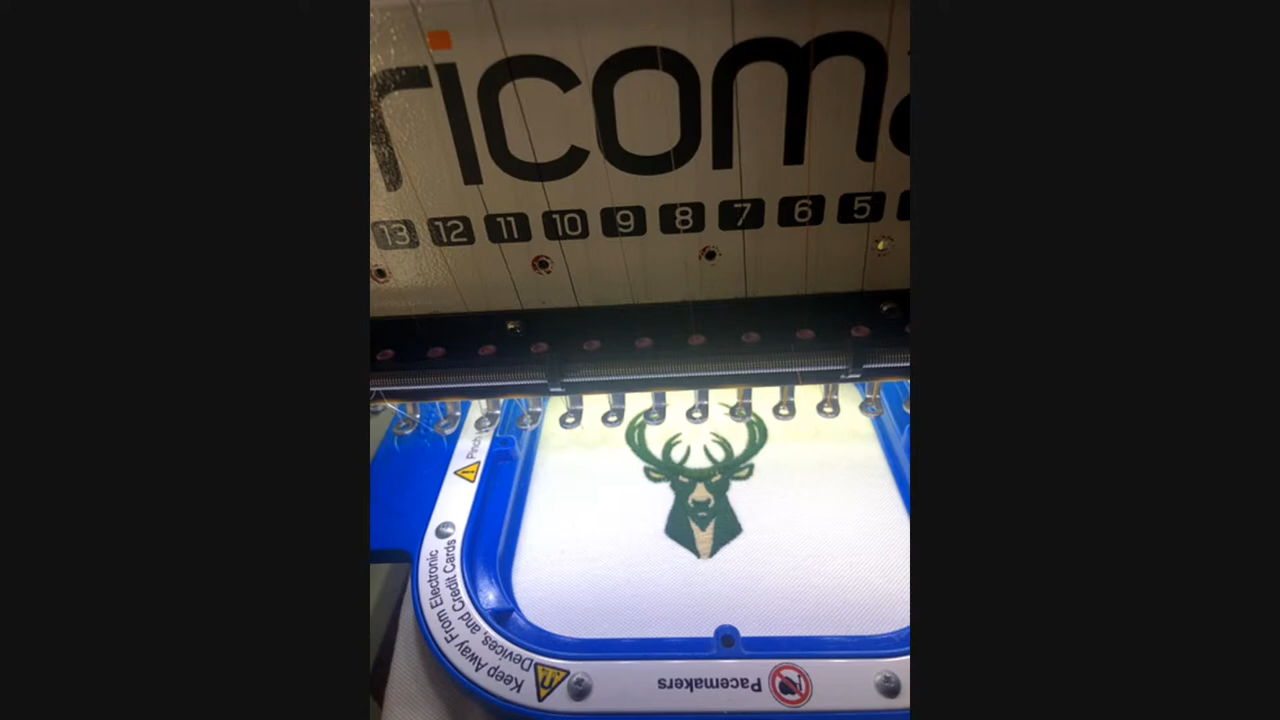 ricoma
13 12 11 10 9 8 7 6 5
Pinch
Keep Away From Electronic
Devices, and Credit Cards
Pacemakers